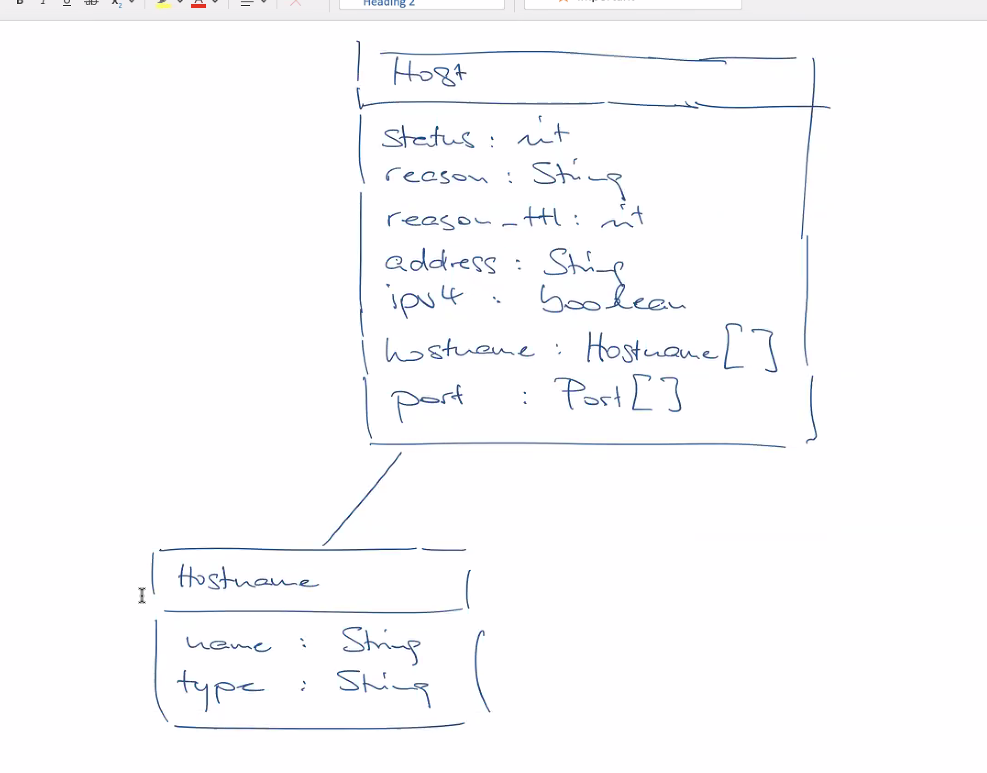 Heading 2
Host
status : int
reason : String
reason_ttl : int
address : String
ipv4 : boolean
hostname : Hostname[]
port : Port[]
Hostname
name : String
type : String